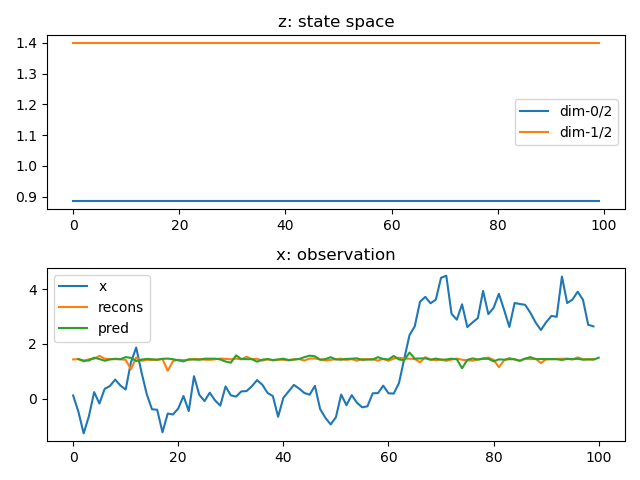 z: state space
1.4
1.3
1.2
1.1
1.0
0.9
dim-0/2
dim-1/2
0 20 40 60 80 100
x: observation
4
2
0
x
recons
pred
0 20 40 60 80 100